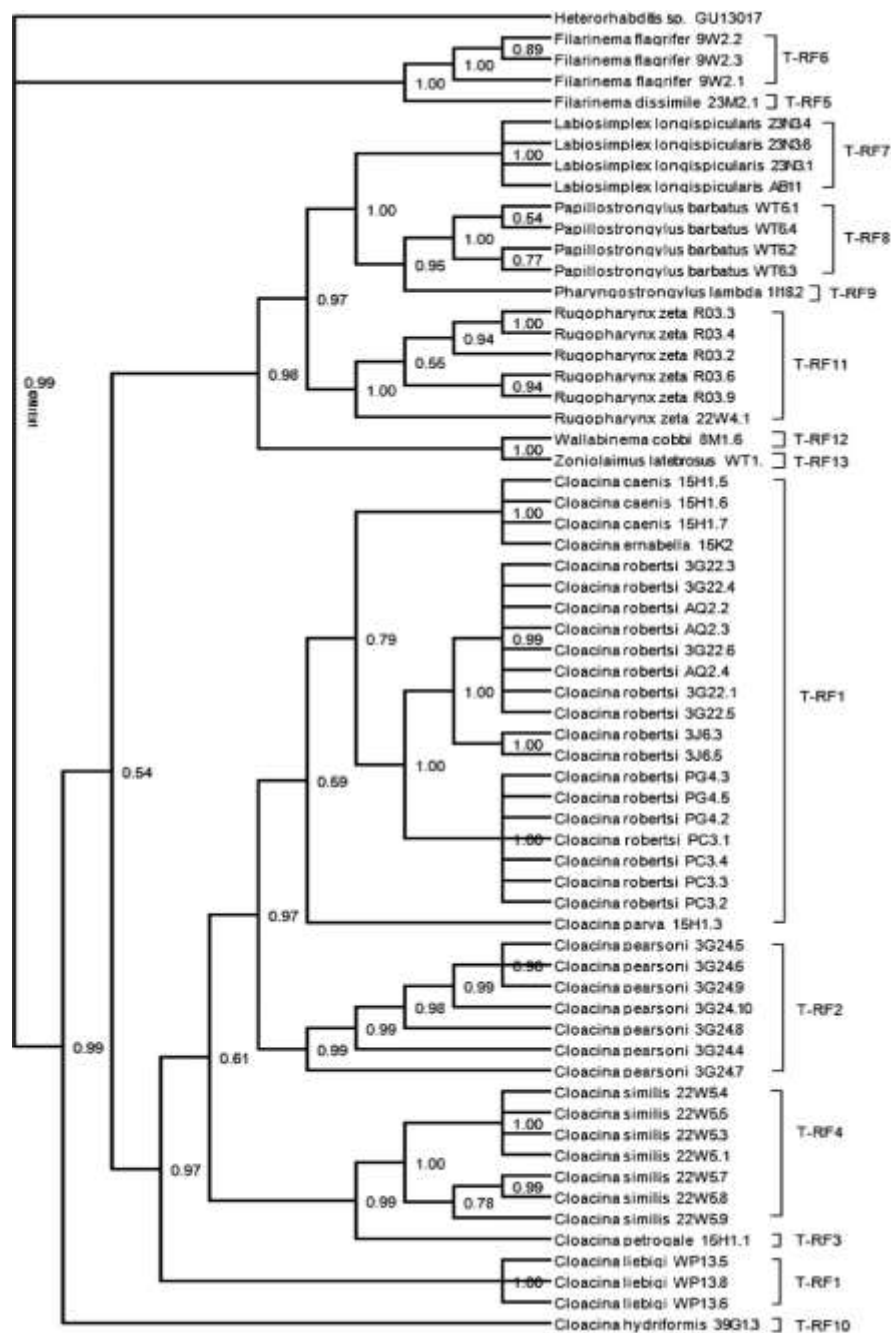 Heterorhabditis sp. GU13017
Filarinema flagrifer 9W2.2
0.89
Filarinema flagrifer 9W2.3
T-RF6
1.00
Filarinema flagrifer 9W2.1
1.00
Filarinema dissimile 23M2.1
T-RF5
Labiosimplex longispicularis 23N3.4
Labiosimplex longispicularis 23N3.6
1.00
T-RF7
Labiosimplex longispicularis 23N3.1
Labiosimplex longispicularis AB11
1.00
Papillostrongylus barbatus WT6.1
0.54
Papillostrongylus barbatus WT6.4
T-RF8
1.00
Papillostrongylus barbatus WT6.2
0.95
0.77
Papillostrongylus barbatus WT6.3
0.97
Pharyngostrongylus lambda
T-RF9
Rugopharynx zeta R03.3
1.00
Rugopharynx zeta R03.4
0.94
Rugopharynx zeta R03.2
0.55
T-RF11
0.98
Rugopharynx zeta R03.6
0.99
1.00
0.94
Rugopharynx zeta R03.9
Rugopharynx zeta 22W4.1
Wallabinema cobbi 8M1.6
T-RF12
1.00
Zoniolaimus latebrosus WT1.
T-RF13
Cloacina caenis 15H1.5
Cloacina caenis 15H1.6
1.00
Cloacina caenis 15H1.7
Cloacina ernabella 15K2
Cloacina robertsi 3G22.3
Cloacina robertsi 3G22.4
Cloacina robertsi AQ2.2
Cloacina robertsi AQ2.3
0.79
0.99
Cloacina robertsi 3G22.6
Cloacina robertsi AQ2.4
1.00
T-RF1
Cloacina robertsi 3G22.1
Cloacina robertsi 3G22.5
Cloacina robertsi 3J6.3
1.00
Cloacina robertsi 3J6.5
1.00
0.54
0.59
Cloacina robertsi PG4.3
Cloacina robertsi PG4.5
Cloacina robertsi PG4.2
1.00
Cloacina robertsi PC3.1
Cloacina robertsi PC3.4
Cloacina robertsi PC3.3
Cloacina robertsi PC3.2
0.97
Cloacina parva 15H1.3
Cloacina pearsoni 3G24.5
0.98
Cloacina pearsoni 3G24.6
0.99
Cloacina pearsoni 3G24.9
0.98
Cloacina pearsoni 3G24.10
T-RF2
0.99
Cloacina pearsoni 3G24.8
0.99
0.61
0.99
Cloacina pearsoni 3G24.4
Cloacina pearsoni 3G24.7
Cloacina similis 22W5.4
Cloacina similis 22W5.5
1.00
Cloacina similis 22W5.3
T-RF4
Cloacina similis 22W5.1
1.00
0.97
Cloacina similis 22W5.7
0.99
0.99
0.78
Cloacina similis 22W5.8
Cloacina similis 22W5.9
Cloacina petrogale 15H1.1
T-RF3
Cloacina liebigi WP13.5
1.00
Cloacina liebigi WP13.8
T-RF1
Cloacina liebigi WP13.6
Cloacina hydriformis 39G1.3
T-RF10